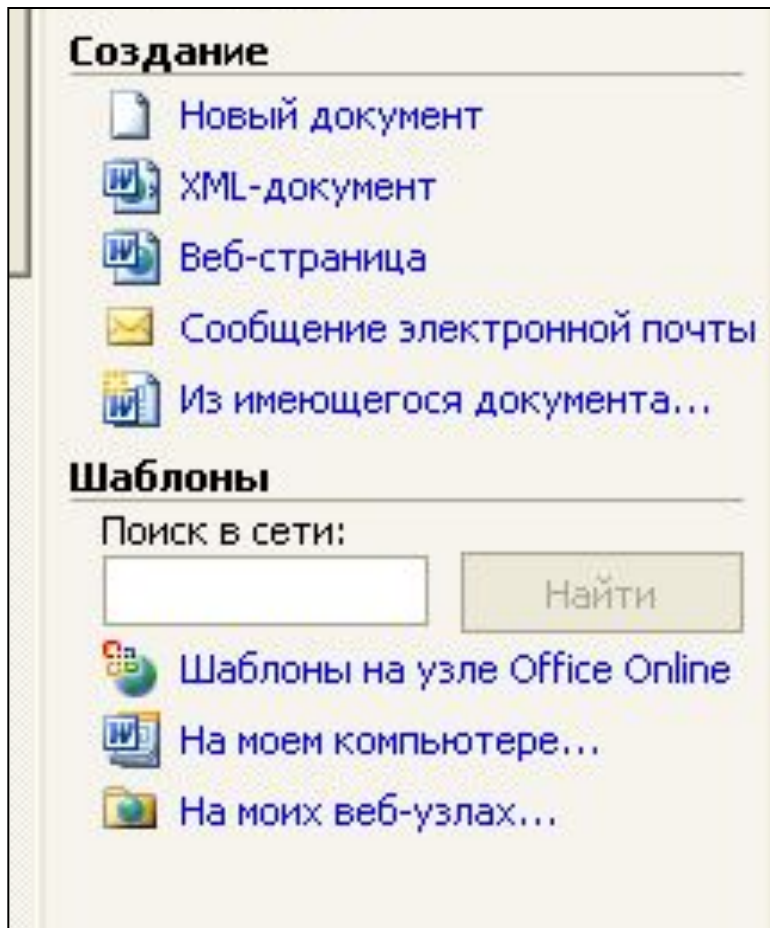 Создание
Новый документ
XML-документ
Веб-страница
Сообщение электронной почты
Из имеющегося документа...
Шаблоны
Поиск в сети:
Найти
Шаблоны на узле Office Online
На моем компьютере...
На моих веб-узлах...